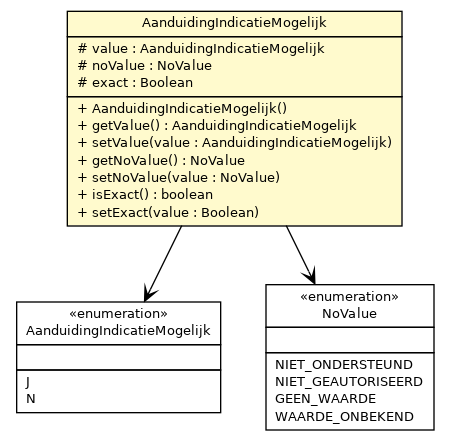 AanduidingIndicatieMogelijk
# value : AanduidingIndicatieMogelijk
# noValue : NoValue
# exact : Boolean
+ AanduidingIndicatieMogelijk()
+ getValue() : AanduidingIndicatieMogelijk
+ setValue(value : AanduidingIndicatieMogelijk)
+ getNoValue() : NoValue
+ setNoValue(value : NoValue)
+ isExact() : boolean
+ setExact(value : Boolean)
«enumeration»
AanduidingIndicatieMogelijk
J
N
«enumeration»
NoValue
NIET_ONDERSTEUND
NIET_GEAUTORISEERD
GEEN_WAARDE
WAARDE_ONBEKEND